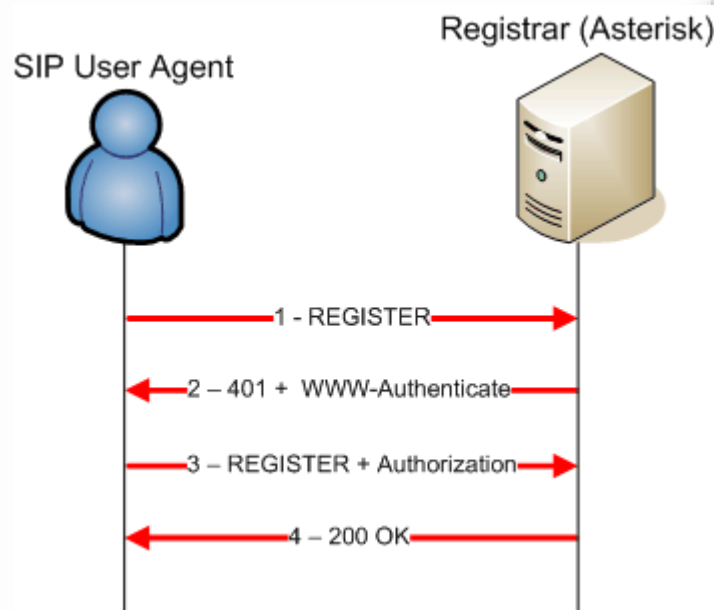 Registrar (Asterisk)
SIP User Agent
1 - REGISTER
2 – 401 + WWW-Authenticate
3 – REGISTER + Authorization
4 – 200 OK